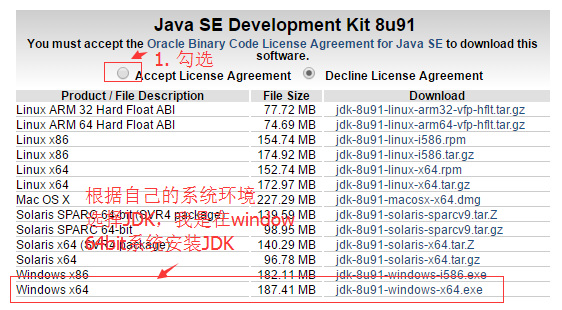 Java SE Development Kit 8u91
You must accept the Oracle Binary Code License Agreement for Java SE to download this
software.
1. 勾选
Accept License Agreement Decline License Agreement
Product / File Description File Size Download
Linux ARM 32 Hard Float ABI 77.72 MB jdk-8u91-linux-arm32-vfp-hflt.tar.gz
Linux ARM 64 Hard Float ABI 74.69 MB jdk-8u91-linux-arm64-vfp-hflt.tar.gz
Linux x86 154.74 MB jdk-8u91-linux-i586.rpm
Linux x86 174.92 MB jdk-8u91-linux-i586.tar.gz
Linux x64 152.74 MB jdk-8u91-linux-x64.rpm
Linux x64 172.97 MB jdk-8u91-linux-x64.tar.gz
Mac OS X 227.29 MB jdk-8u91-macosx-x64.dmg
Solaris SPARC 64-bit (SVR4 package) 139.59 MB jdk-8u91-solaris-sparcv9.tar.Z
Solaris SPARC 64-bit 98.95 MB jdk-8u91-solaris-sparcv9.tar.gz
Solaris x64 (SVR4 package) 140.29 MB jdk-8u91-solaris-x64.tar.Z
Solaris x64 96.78 MB jdk-8u91-solaris-x64.tar.gz
Windows x86 182.11 MB jdk-8u91-windows-i586.exe
Windows x64 187.41 MB jdk-8u91-windows-x64.exe
根据自己的系统环境
选择JDK，我是在window
64bit系统安装JDK